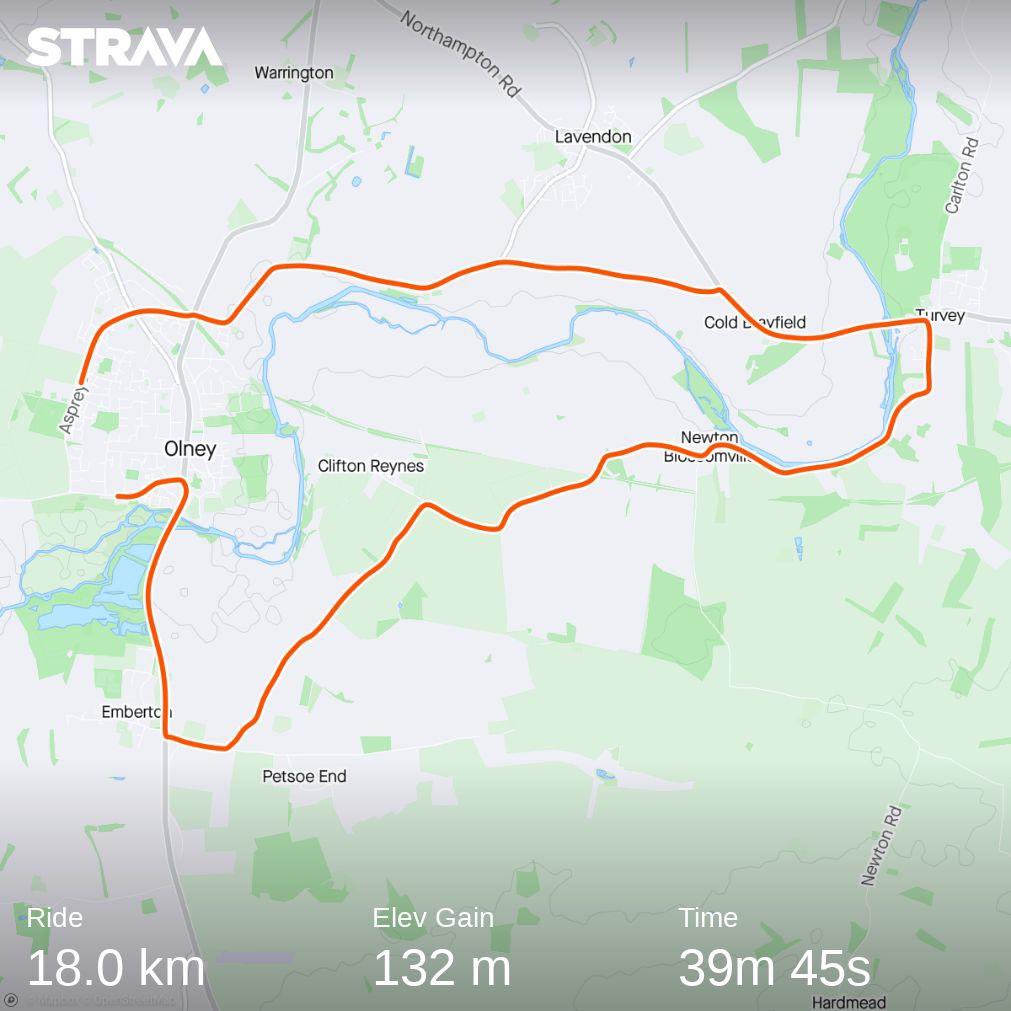 STRAVA
Northampton Rd
Warrington
Lavendon
Carlton Rd
Turvey
Cold Brayfield
Asprey
Olney
Newton
Blossomville
Clifton Reynes
Emberton
Petsoe End
Newton Rd
Ride
Elev Gain
Time
18.0 km
132 m
39m 45s
© Mapbox © OpenStreetMap
Hardmead